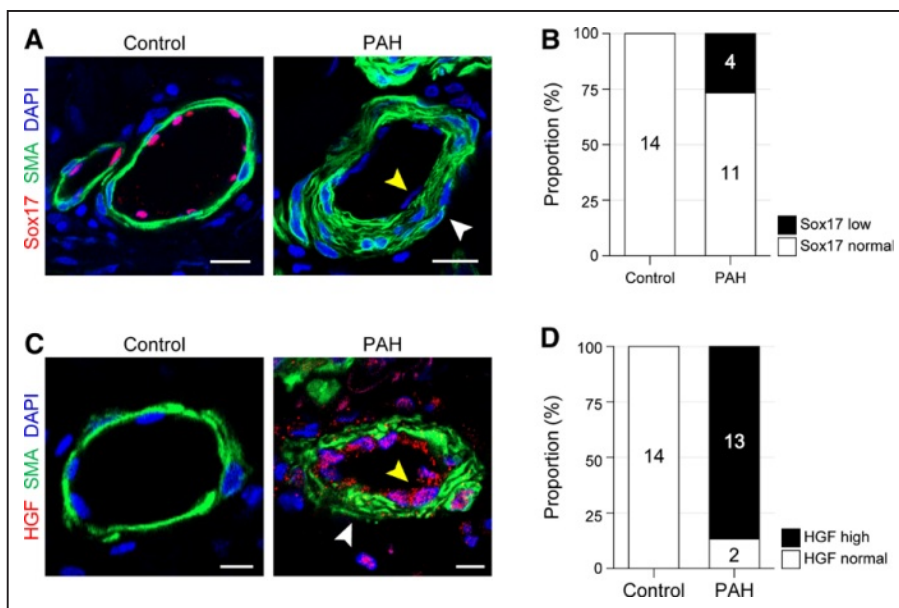 A
Control
PAH
Sox17 SMA DAPI
B
Proportion (%)
100
75
50
25
0
14
4
11
Control
PAH
Sox17 low
Sox17 normal
C
Control
PAH
HGF SMA DAPI
D
Proportion (%)
100
75
50
25
0
14
13
2
Control
PAH
HGF high
HGF normal